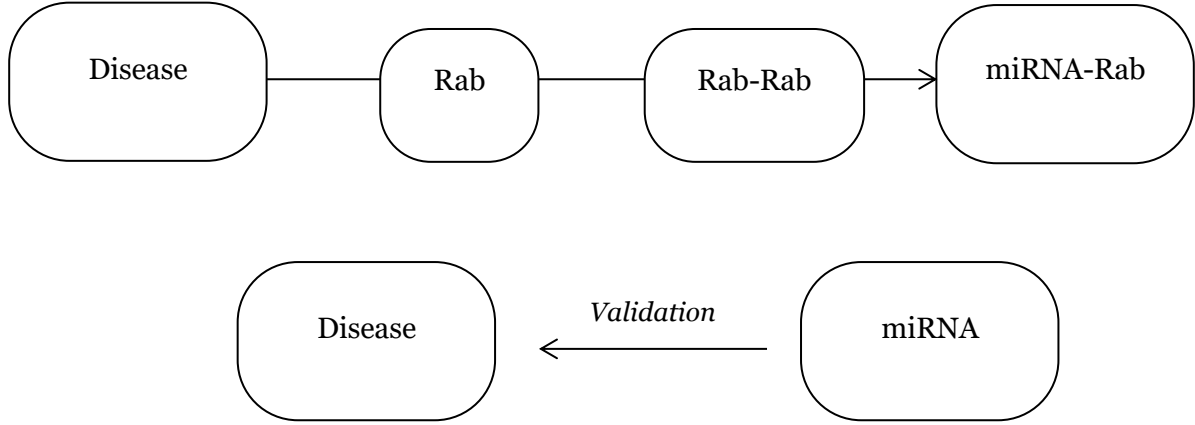 Disease
Rab
Rab-Rab
miRNA-Rab
Disease
Validation
miRNA